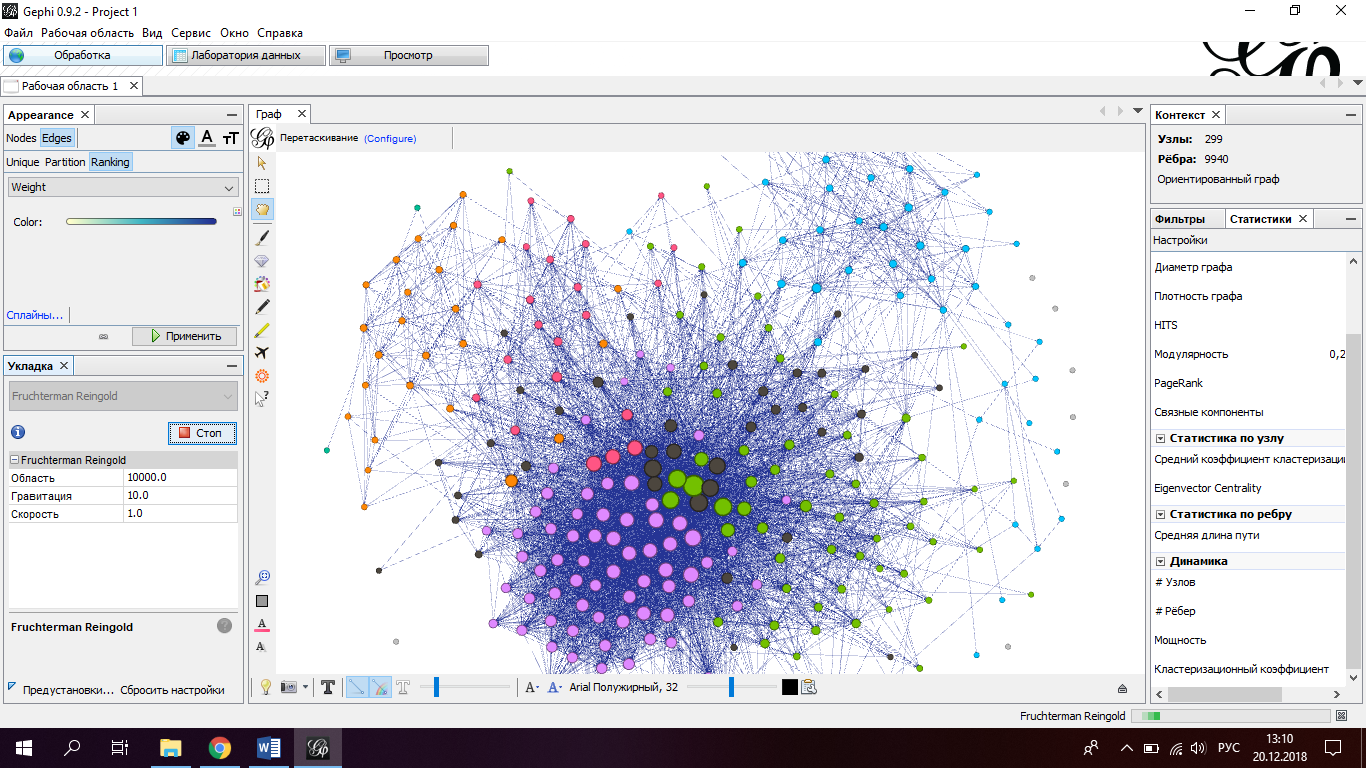 Gephi 0.9.2 - Project 1
Файл Рабочая область Вид Сервис Окно Справка
Обработка Лаборатория данных Просмотр
Рабочая область 1
Appearance
Nodes Edges
Unique Partition Ranking
Weight
Color:
Сплайны...
Применить
Укладка
Fruchterman Reingold
Стоп
Fruchterman Reingold
Область 10000.0
Гравитация 10.0
Скорость 1.0
Fruchterman Reingold
Предустановки... Сбросить настройки
Граф
Перетаскивание (Configure)
Arial Полужирный, 32
Контекст
Узлы: 299
Рёбра: 9940
Ориентированный граф
Фильтры Статистики
Настройки
Диаметр графа
Плотность графа
HITS
Модулярность 0,2
PageRank
Связные компоненты
Статистика по узлу
Средний коэффициент кластеризаци
Eigenvector Centrality
Статистика по ребру
Средняя длина пути
Динамика
# Узлов
# Рёбер
Мощность
Кластеризационный коэффициент
Fruchterman Reingold
РУС
13:10
20.12.2018